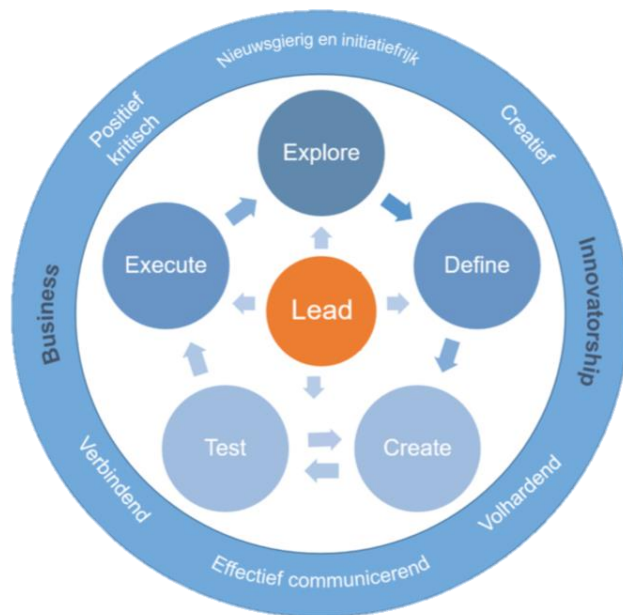 Nieuwsgierig en initiatiefrijk
Positief
kritisch
Creatief
Explore
Execute
Define
Lead
Business
Innovatorship
Test
Create
Verbindend
Volhardend
Effectief communicerend